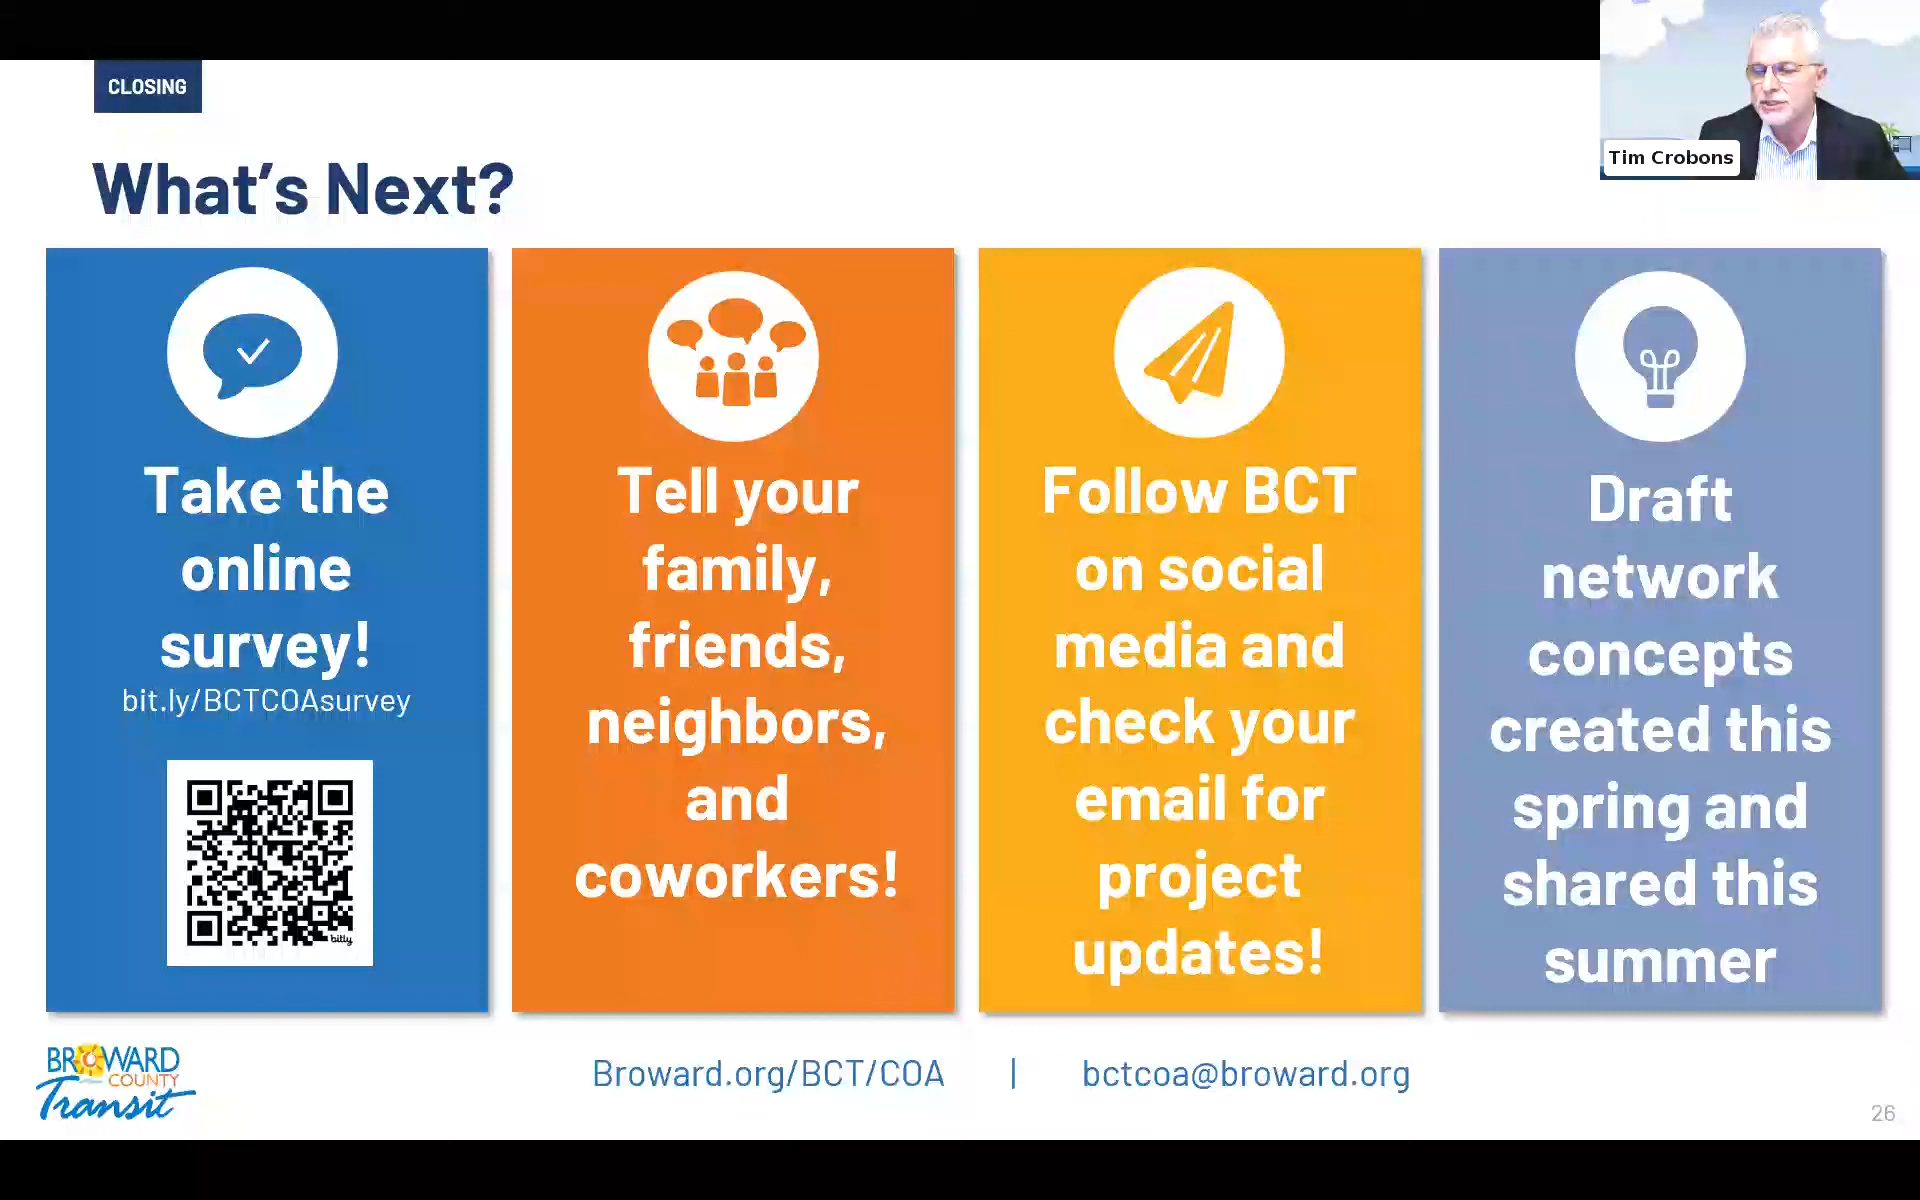 CLOSING
Tim Crobons
What's Next?
Take the
online
survey!
bit.ly/BCTCOAsurvey
bitly
Tell your
family,
friends,
neighbors,
and
coworkers!
Follow BCT
on social
media and
check your
email for
project
updates!
Draft
network
concepts
created this
spring and
shared this
summer
BROWARD
COUNTY
Transit
Broward.org/BCT/COA | bctcoa@broward.org
26